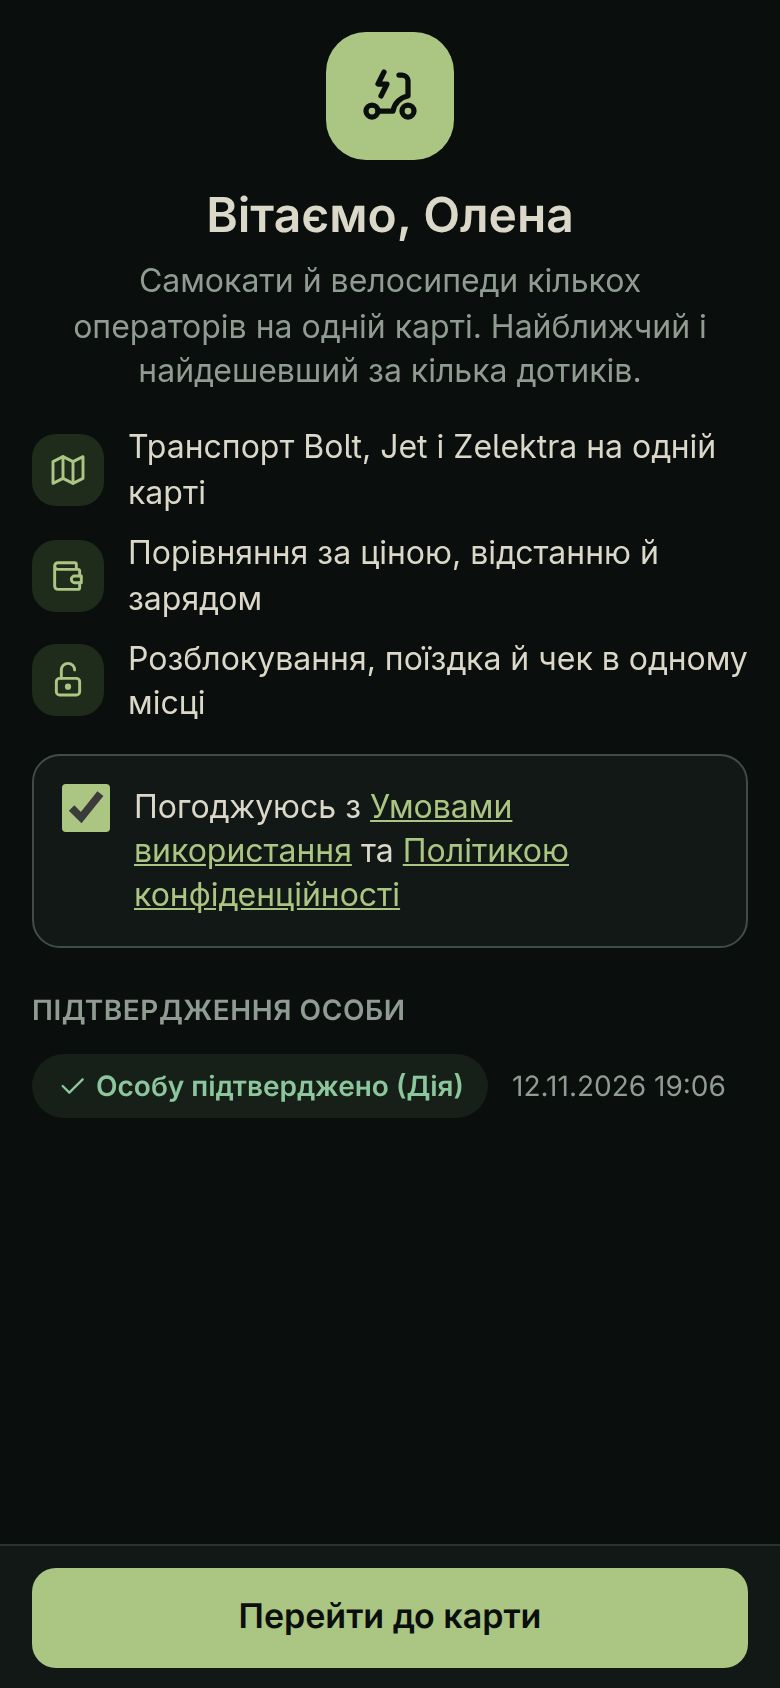 Вітаємо, Олена
Самокати й велосипеди кількох
операторів на одній карті. Найближчий і
найдешевший за кілька дотиків.
Транспорт Bolt, Jet і Zelektra на одній
карті
Порівняння за ціною, відстанню й
зарядом
Розблокування, поїздка й чек в одному
місці
Погоджуюсь з Умовами
використання та Політикою
конфіденційності
ПІДТВЕРДЖЕННЯ ОСОБИ
Особу підтверджено (Дія) 12.11.2026 19:06
Перейти до карти